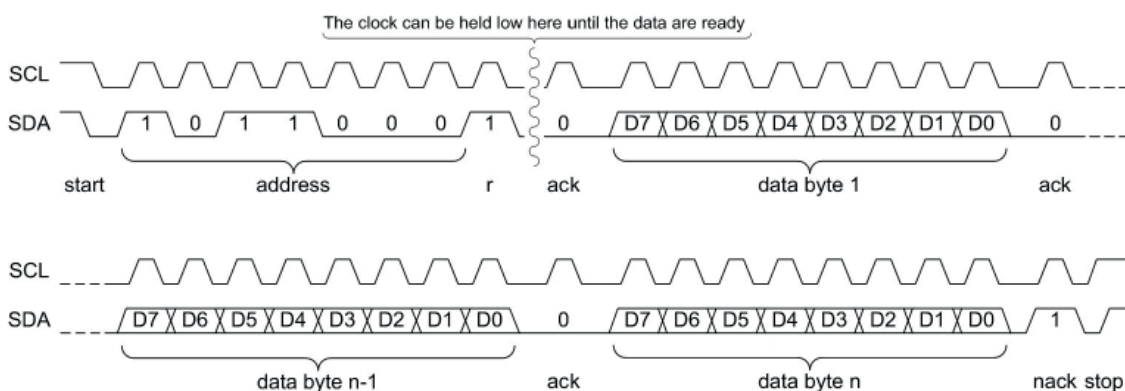 The clock can be held low here until the data are ready
SCL
SDA 1 0 1 1 0 0 0 1 0 D7 D6 D5 D4 D3 D2 D1 D0 0
start address r ack data byte 1 ack
SCL
SDA D7 D6 D5 D4 D3 D2 D1 D0 0 D7 D6 D5 D4 D3 D2 D1 D0 1
data byte n-1 ack data byte n nack stop